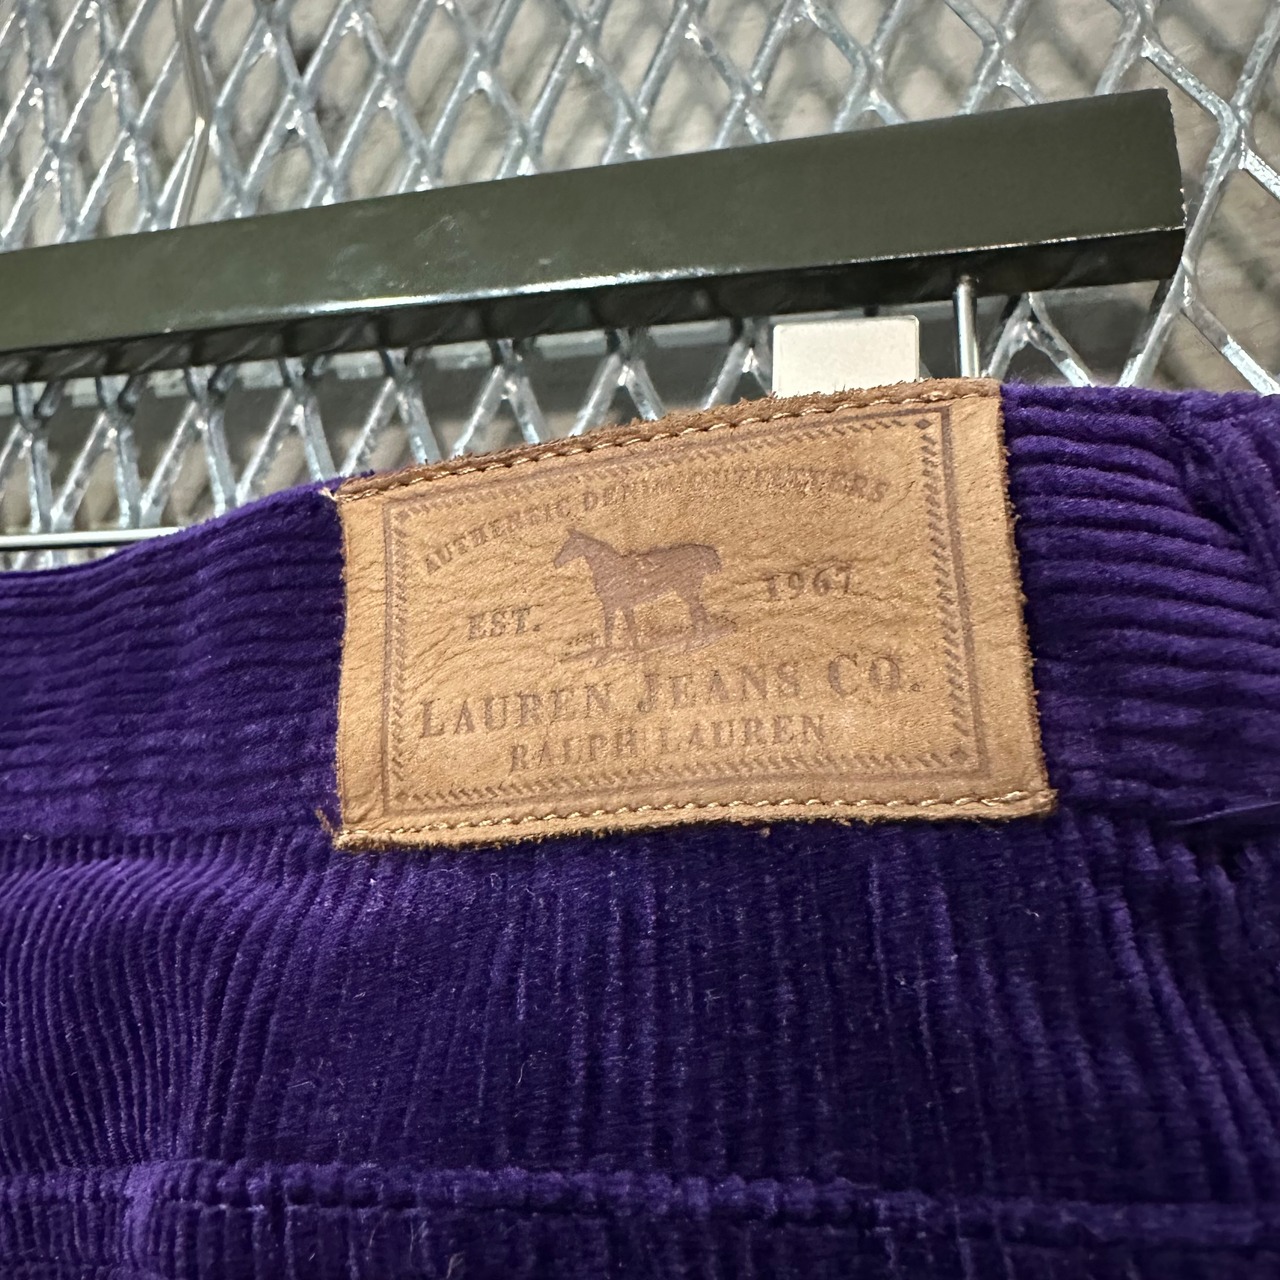 AUTHENTIC DENIM OUTFITTERS
EST. 1967
LAUREN JEANS CO.
RALPH LAUREN